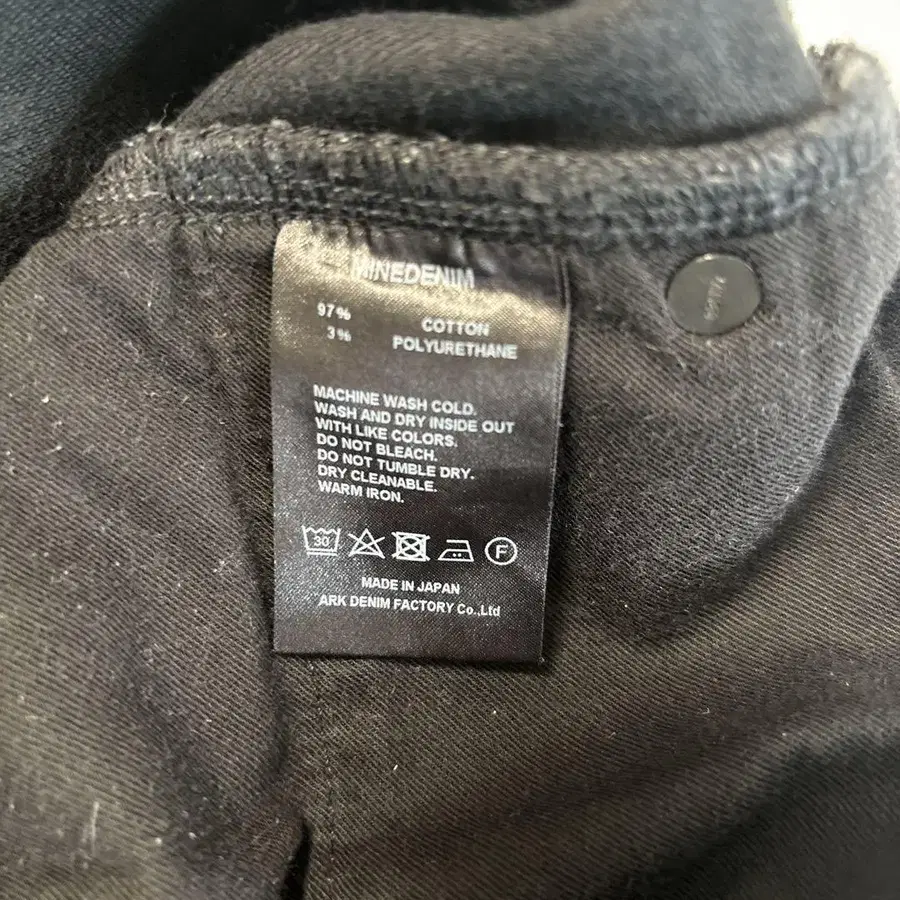 MINEDENIM
97% COTTON
3% POLYURETHANE
MACHINE WASH COLD.
WASH AND DRY INSIDE OUT
WITH LIKE COLORS.
DO NOT BLEACH.
DO NOT TUMBLE DRY.
DRY CLEANABLE.
WARM IRON.
30 F
MADE IN JAPAN
ARK DENIM FACTORY Co.,Ltd